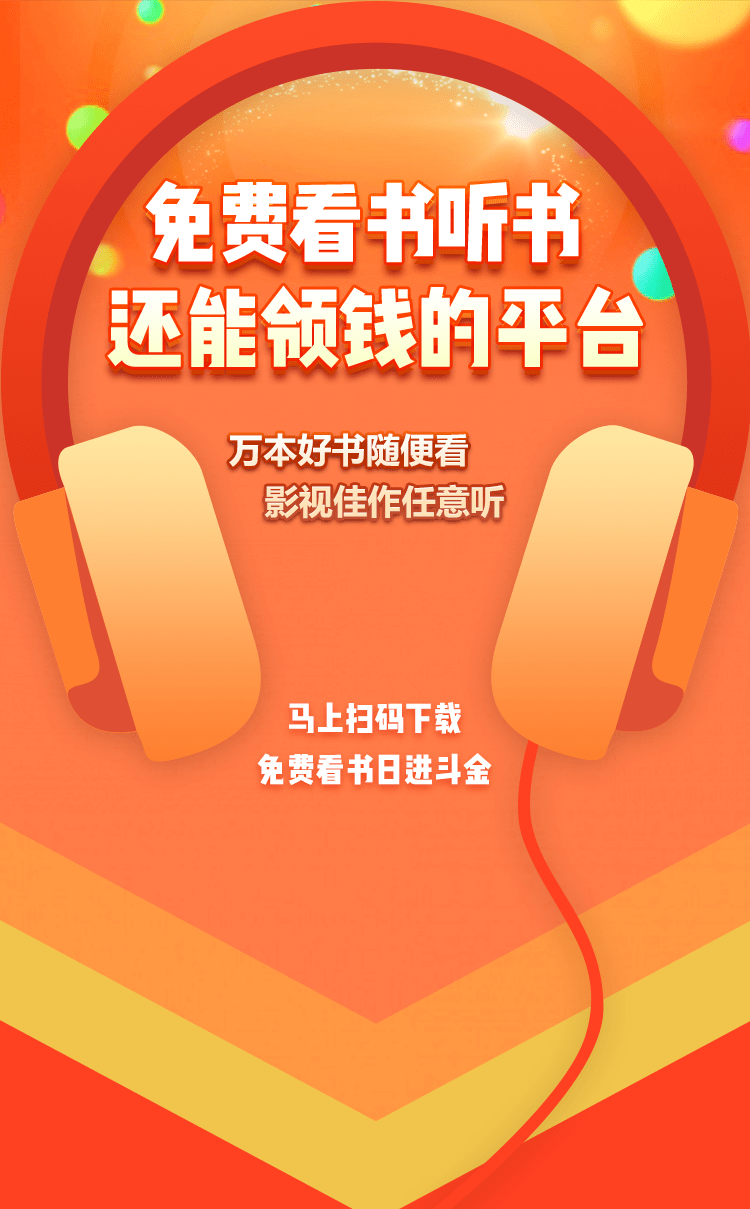 免费看书听书
还能领钱的平台
万本好书随便看
影视佳作任意听
马上扫码下载
免费看书日进斗金